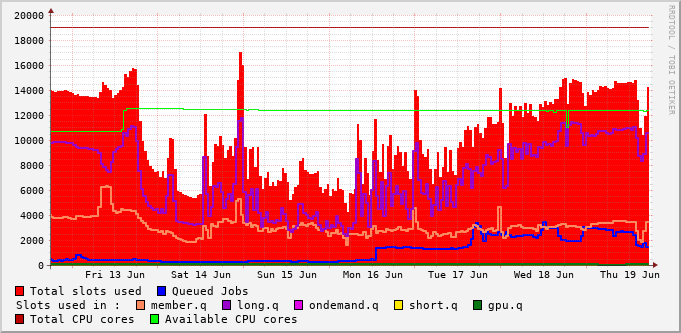 20000
18000
16000
14000
12000
10000
8000
6000
4000
2000
0
Fri 13 Jun Sat 14 Jun Sun 15 Jun Mon 16 Jun Tue 17 Jun Wed 18 Jun Thu 19 Jun
Total slots used Queued Jobs
Slots used in : member.q long.q ondemand.q short.q gpu.q
Total CPU cores Available CPU cores
RRDTOOL / TOBI OETIKER